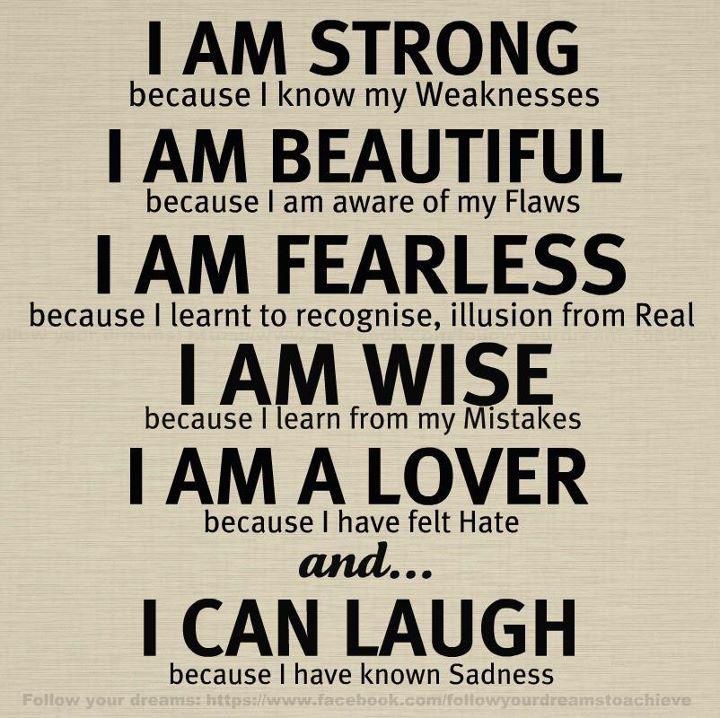 I AM STRONG
because I know my Weaknesses
I AM BEAUTIFUL
because I am aware of my Flaws
I AM FEARLESS
because I learnt to recognise, illusion from Real
I AM WISE
because I learn from my Mistakes
I AM A LOVER
because I have felt Hate
and...
I CAN LAUGH
because I have known Sadness
Follow your dreams: https://www.facebook.com/followyourdreamstoachieve